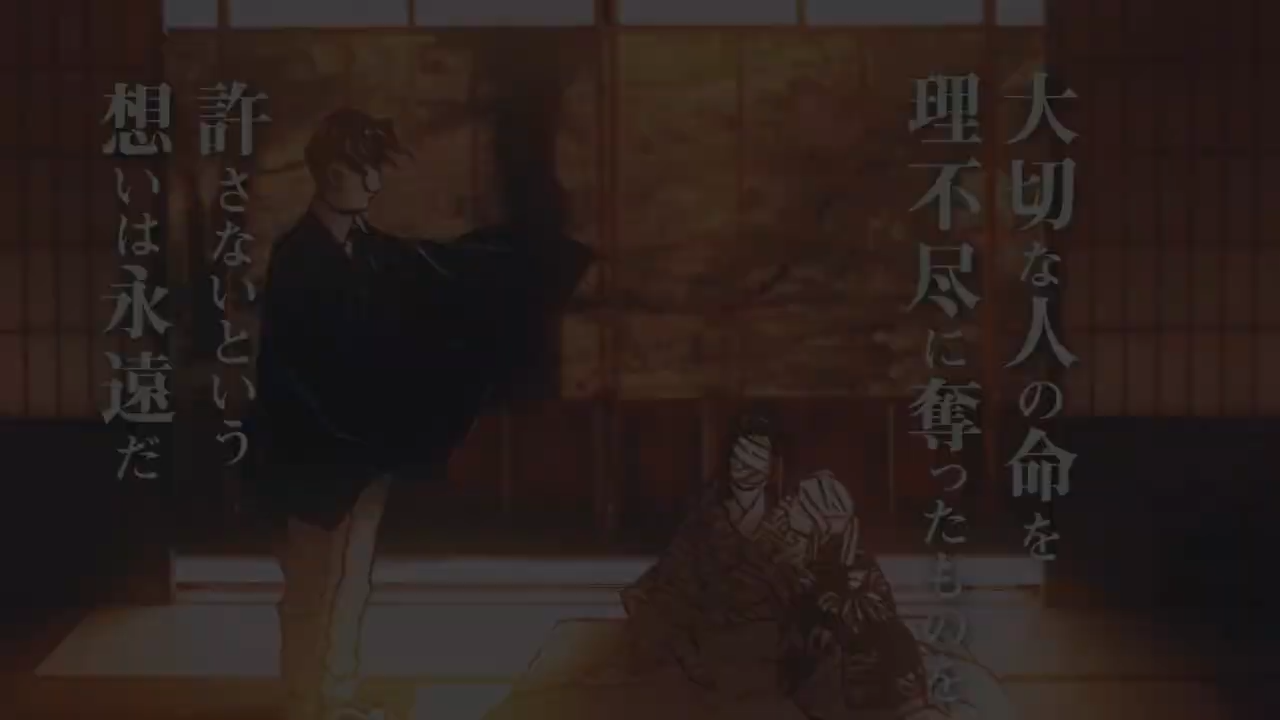 大切な人の命を
理不尽に奪ったものを
許さないという
想いは永遠だ